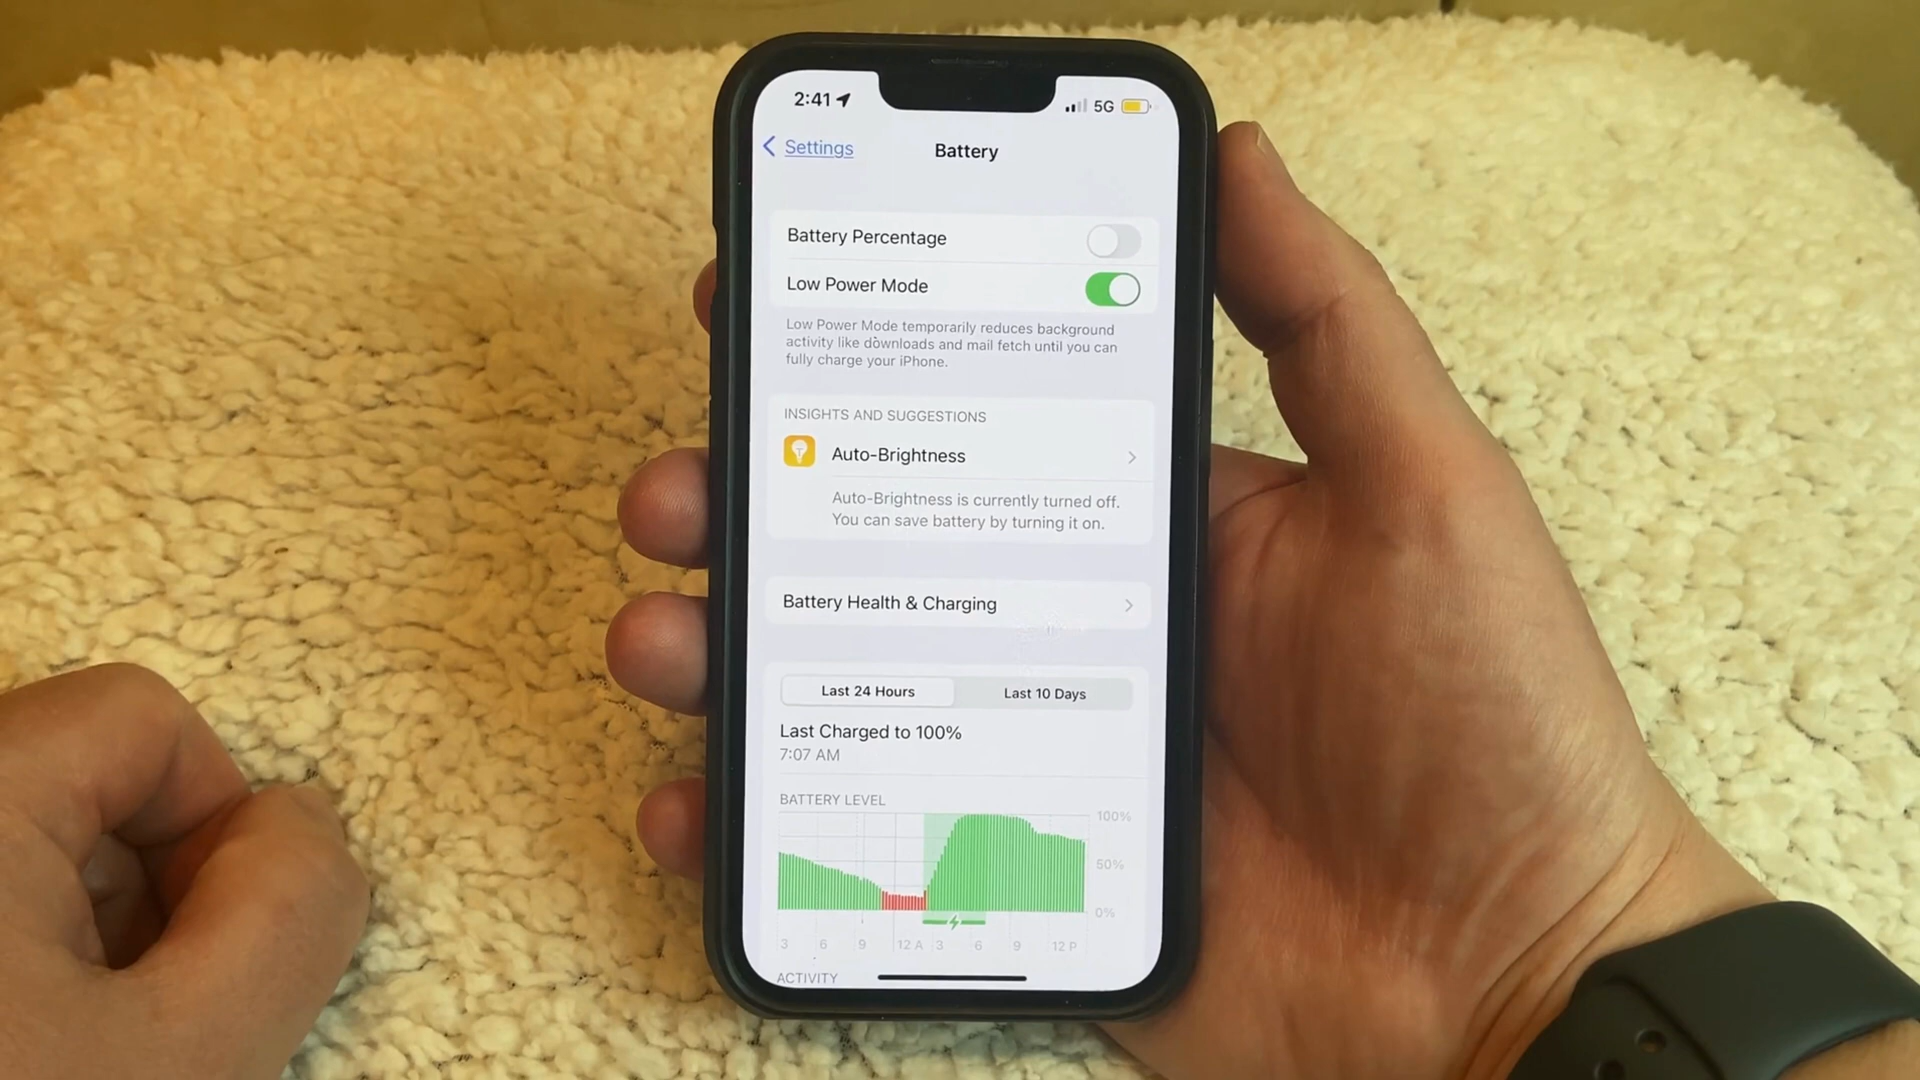 2:41
5G
Settings
Battery
Battery Percentage
Low Power Mode
Low Power Mode temporarily reduces background
activity like downloads and mail fetch until you can
fully charge your iPhone.
INSIGHTS AND SUGGESTIONS
Auto-Brightness
Auto-Brightness is currently turned off.
You can save battery by turning it on.
Battery Health & Charging
Last 24 Hours
Last 10 Days
Last Charged to 100%
7:07 AM
BATTERY LEVEL
100%
50%
0%
3 6 9 12 A 3 6 9 12 P
ACTIVITY